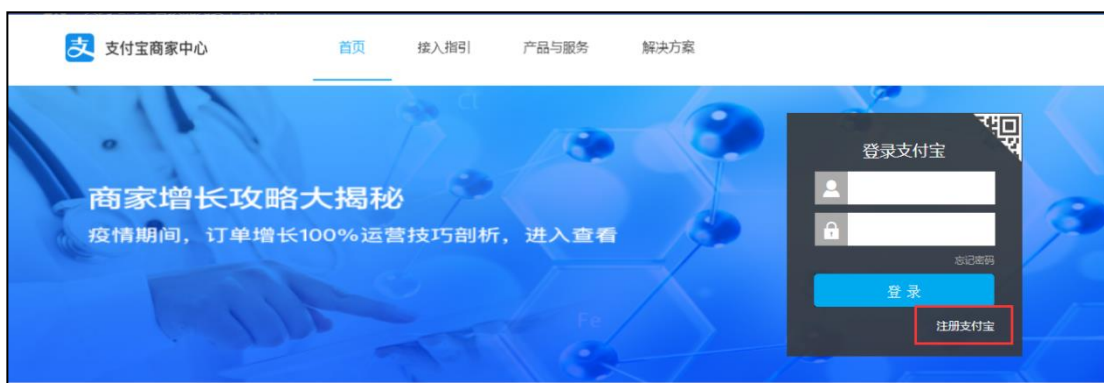 支 支付宝商家中心 首页 接入指引 产品与服务 解决方案
商家增长攻略大揭秘
疫情期间，订单增长100%运营技巧剖析，进入查看
Fe
登录支付宝
忘记密码
登 录
注册支付宝